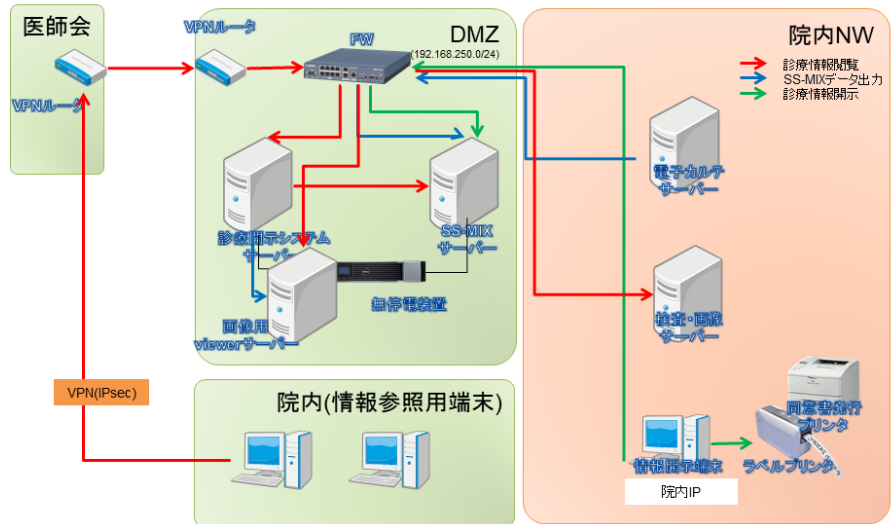 医師会
VPNルータ
VPNルータ
FW
DMZ
(192.168.250.0/24)
院内NW
診療情報閲覧
SS-MIXデータ出力
診療情報開示
電子カルテ
サーバー
診療開示システム
サーバー
SS-MIX
サーバー
無停電装置
画像用
viewerサーバー
検査・画像
サーバー
VPN(IPsec)
院内(情報参照用端末)
同意書発行
プリンタ
情報開示端末
ラベルプリンタ
院内IP